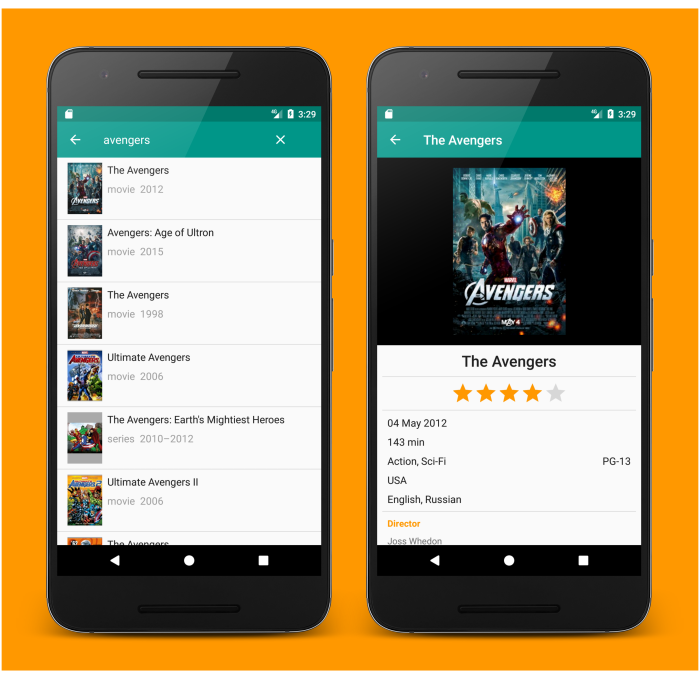 4G 3:29
avengers
The Avengers
movie 2012
Avengers: Age of Ultron
movie 2015
The Avengers
movie 1998
Ultimate Avengers
movie 2006
The Avengers: Earth's Mightiest Heroes
series 2010–2012
Ultimate Avengers II
movie 2006
The Avengers
4G 3:29
The Avengers
MARVEL
AVENGERS
MAY 4
The Avengers
04 May 2012
143 min
Action, Sci-Fi PG-13
USA
English, Russian
Director
Joss Whedon